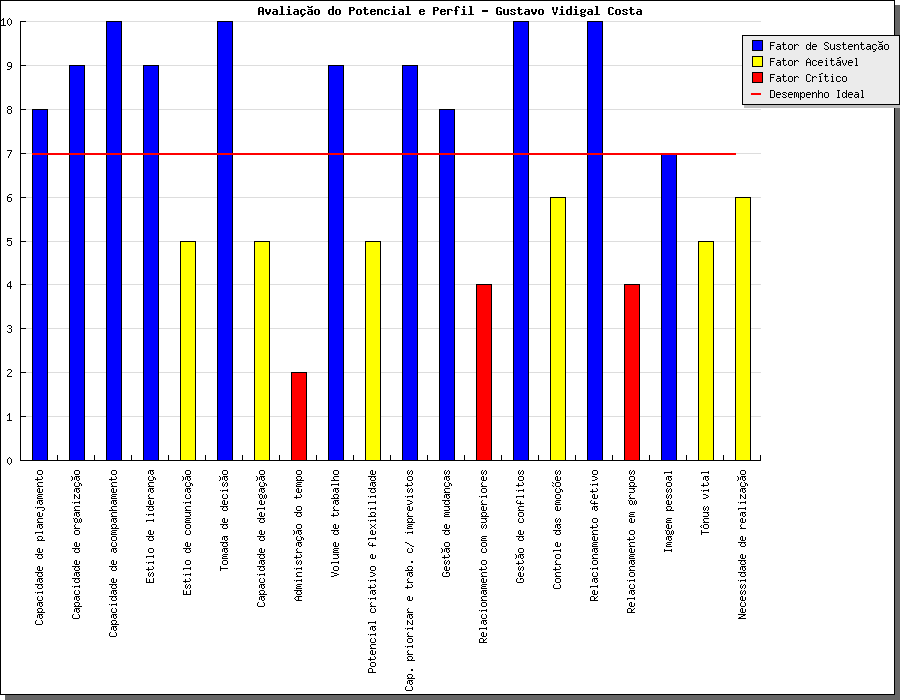 Avaliação do Potencial e Perfil - Gustavo Vidigal Costa
Fator de Sustentação
Fator Aceitável
Fator Crítico
Desempenho Ideal
10
9
8
7
6
5
4
3
2
1
0
Capacidade de planejamento
Capacidade de organização
Capacidade de acompanhamento
Estilo de liderança
Estilo de comunicação
Tomada de decisão
Capacidade de delegação
Administração do tempo
Volume de trabalho
Potencial criativo e flexibilidade
Cap. priorizar e trab. c/ imprevistos
Gestão de mudanças
Relacionamento com superiores
Gestão de conflitos
Controle das emoções
Relacionamento afetivo
Relacionamento em grupos
Imagem pessoal
Tônus vital
Necessidade de realização